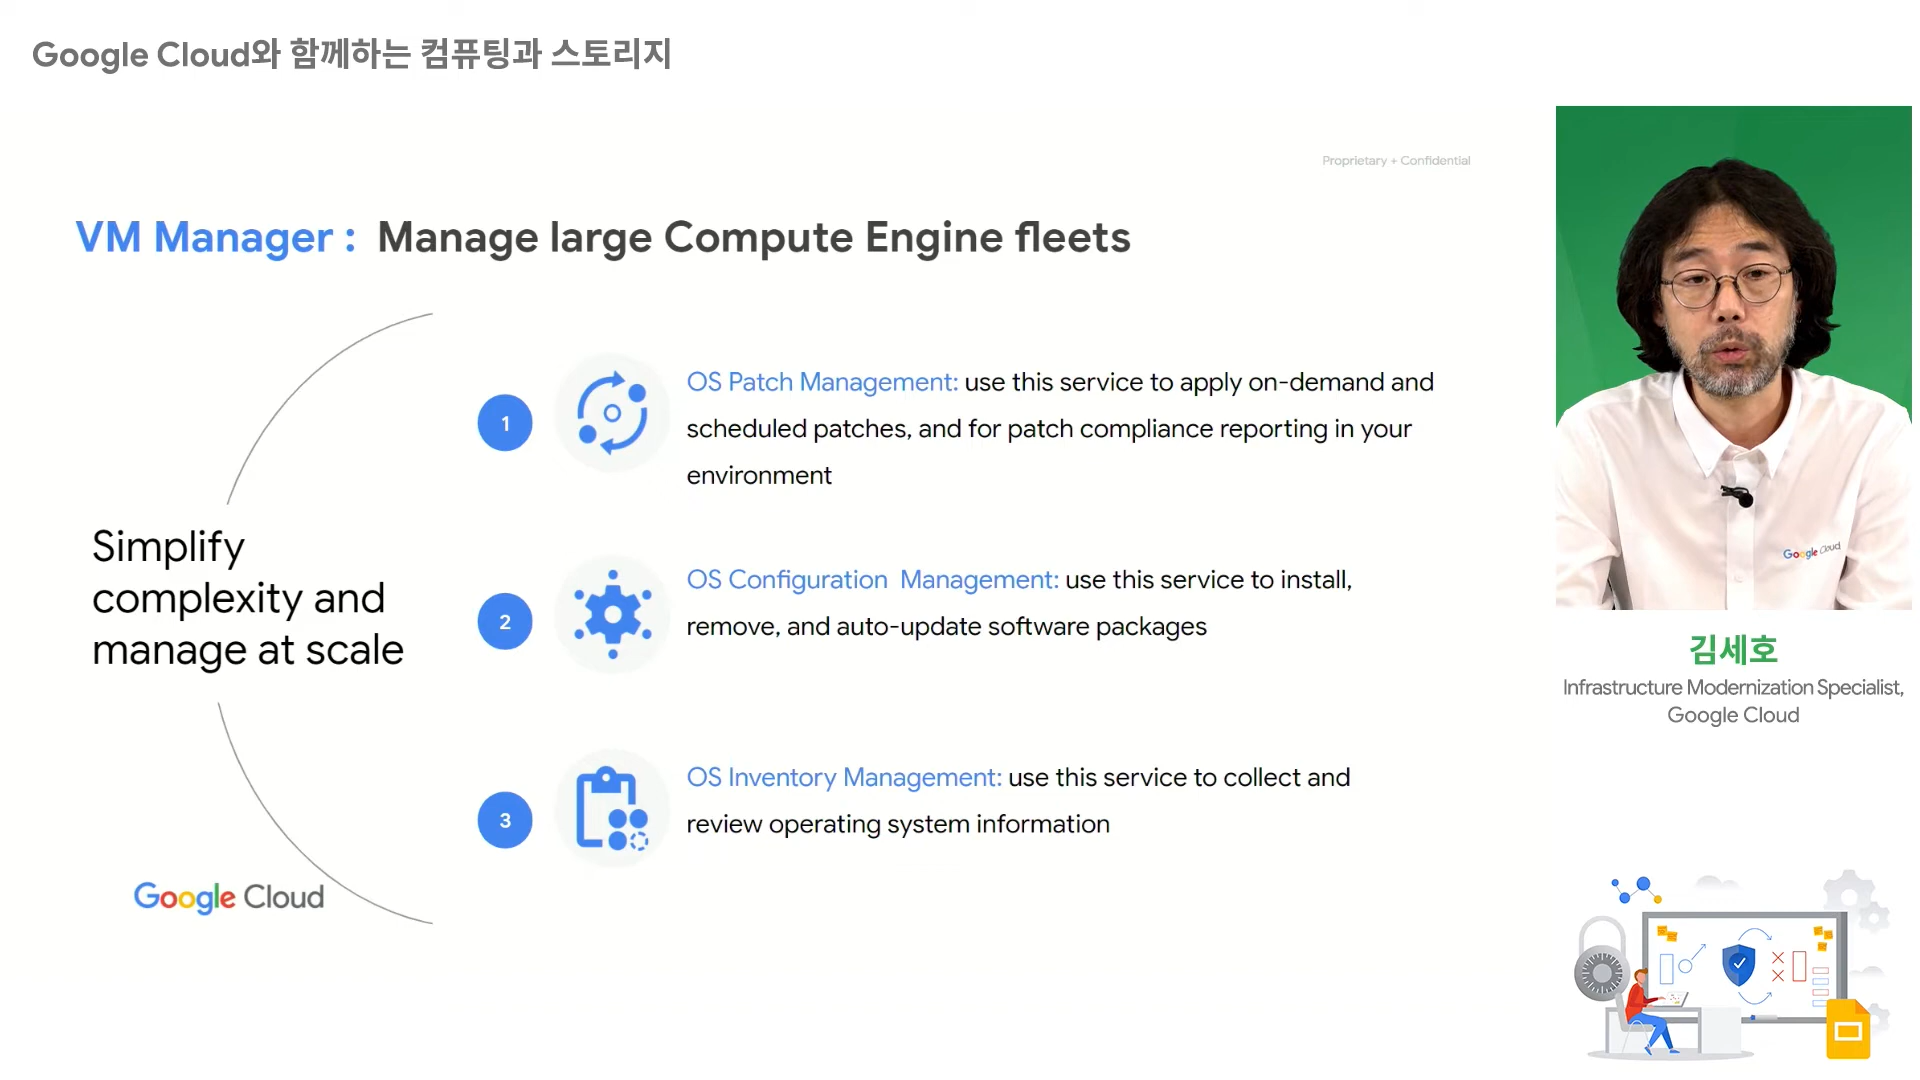 Google Cloud와 함께하는 컴퓨팅과 스토리지
Proprietary + Confidential
VM Manager : Manage large Compute Engine fleets
Simplify
complexity and
manage at scale
1
OS Patch Management: use this service to apply on-demand and
scheduled patches, and for patch compliance reporting in your
environment
2
OS Configuration Management: use this service to install,
remove, and auto-update software packages
3
OS Inventory Management: use this service to collect and
review operating system information
Google Cloud
Google Cloud
김세호
Infrastructure Modernization Specialist,
Google Cloud